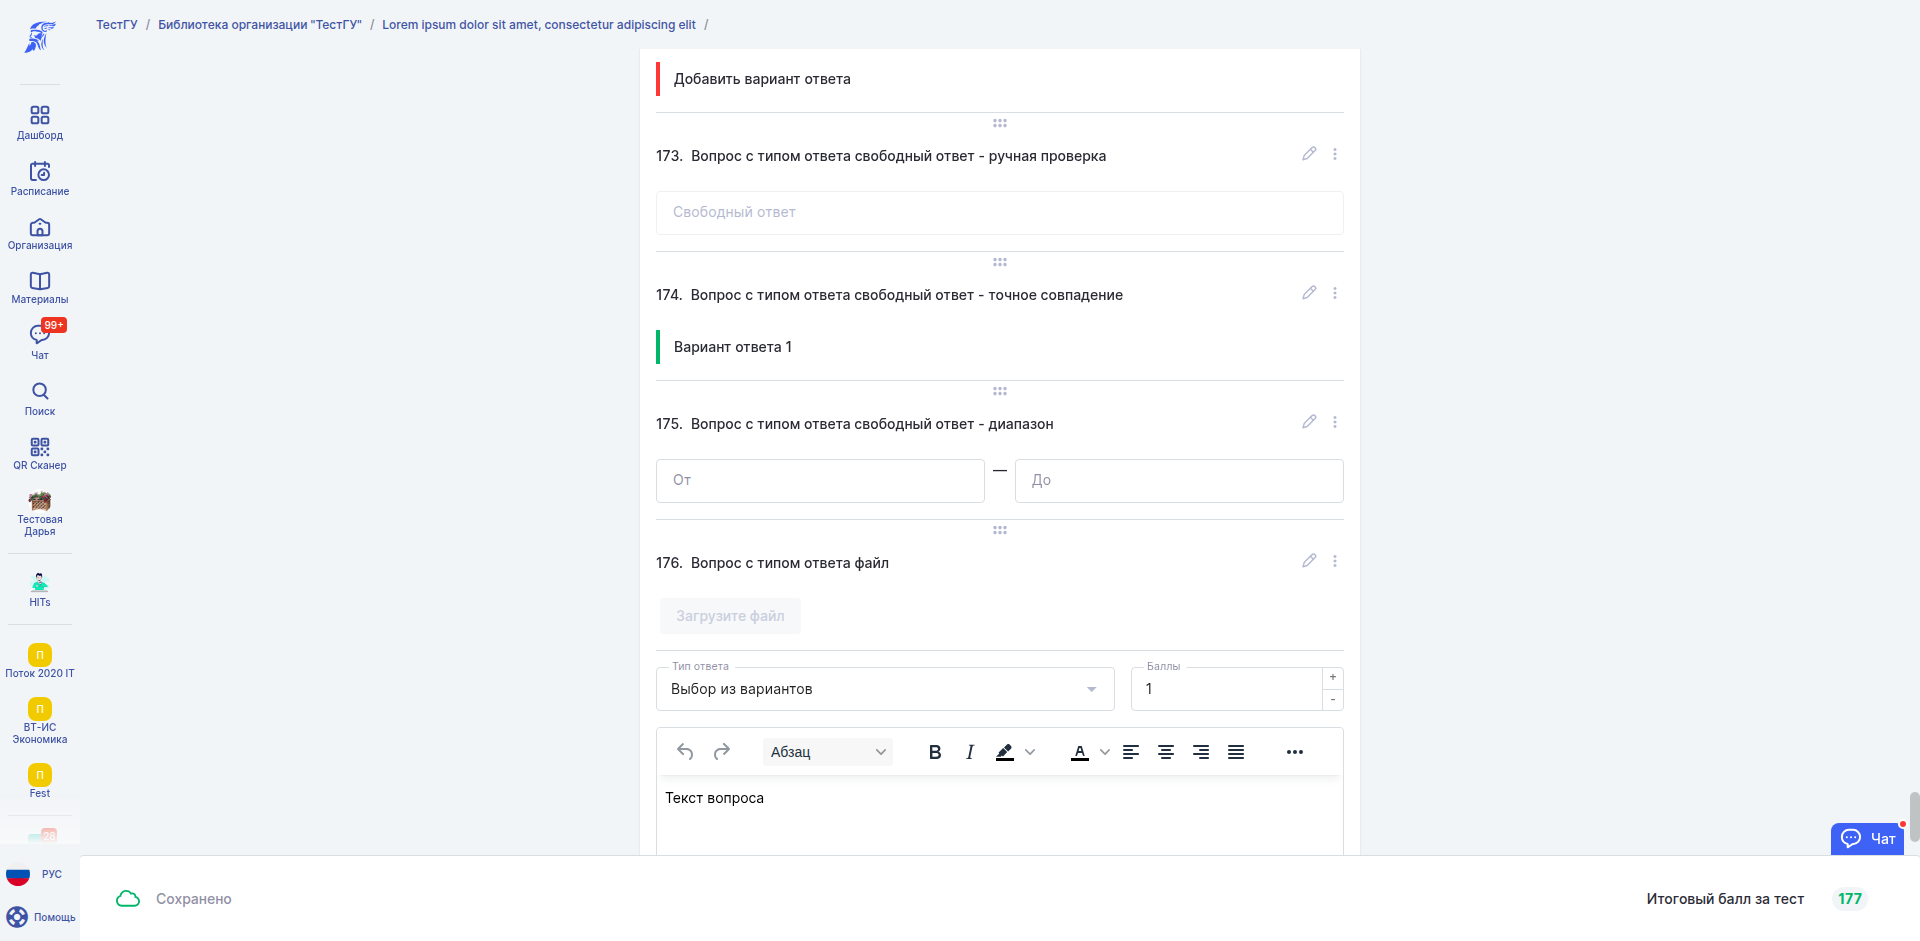 ТестГУ / Библиотека организации "ТестГУ" / Lorem ipsum dolor sit amet, consectetur adipiscing elit /
Дашборд
Расписание
Организация
Материалы
99+
Чат
Поиск
QR Сканер
Тестовая
Дарья
HITs
П
Поток 2020 IT
П
ВТ-ИС
Экономика
П
Fest
28
РУС
Помощь
Добавить вариант ответа
173. Вопрос с типом ответа свободный ответ - ручная проверка
Свободный ответ
174. Вопрос с типом ответа свободный ответ - точное совпадение
Вариант ответа 1
175. Вопрос с типом ответа свободный ответ - диапазон
От — До
176. Вопрос с типом ответа файл
Загрузите файл
Тип ответа
Выбор из вариантов
Баллы
1
+
-
Абзац B I A
Текст вопроса
Чат
Сохранено
Итоговый балл за тест 177